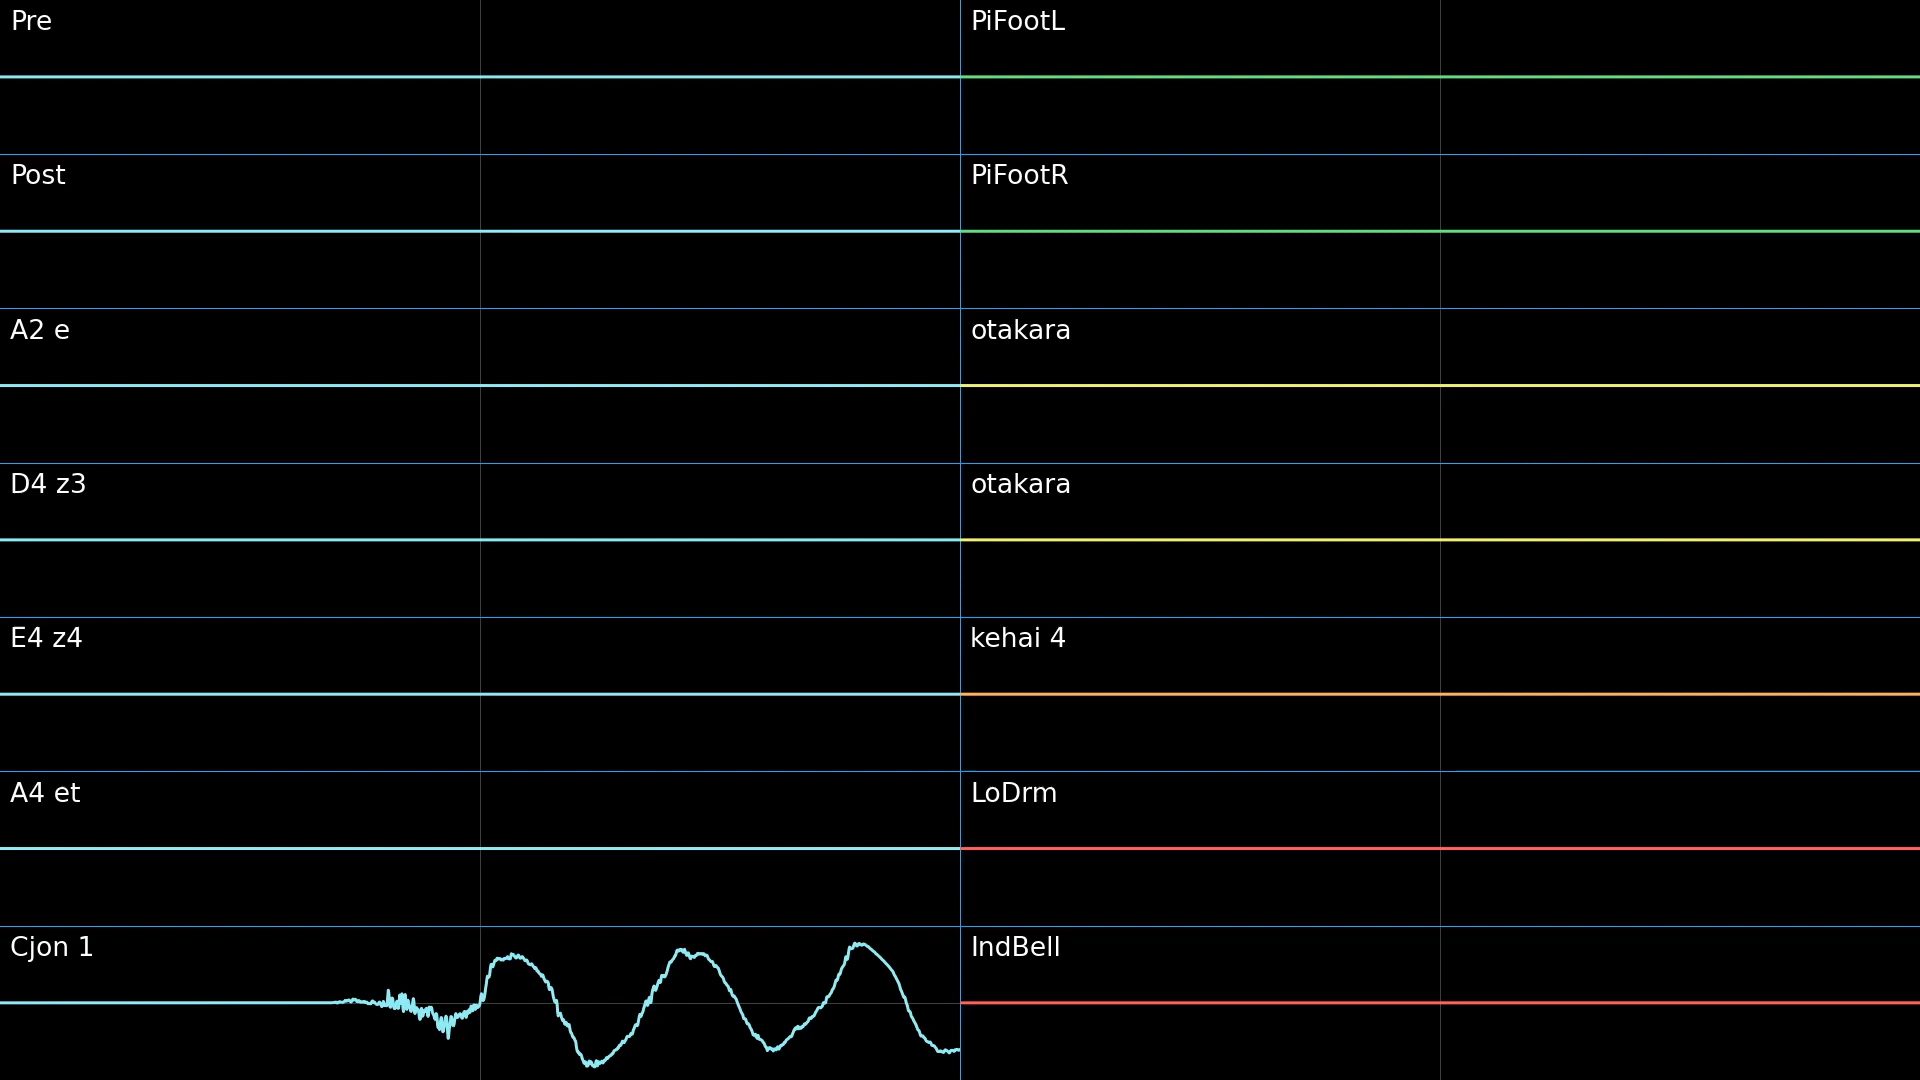 Pre
Post
A2 e
D4 z3
E4 z4
A4 et
Cjon 1
PiFootL
PiFootR
otakara
otakara
kehai 4
LoDrm
IndBell